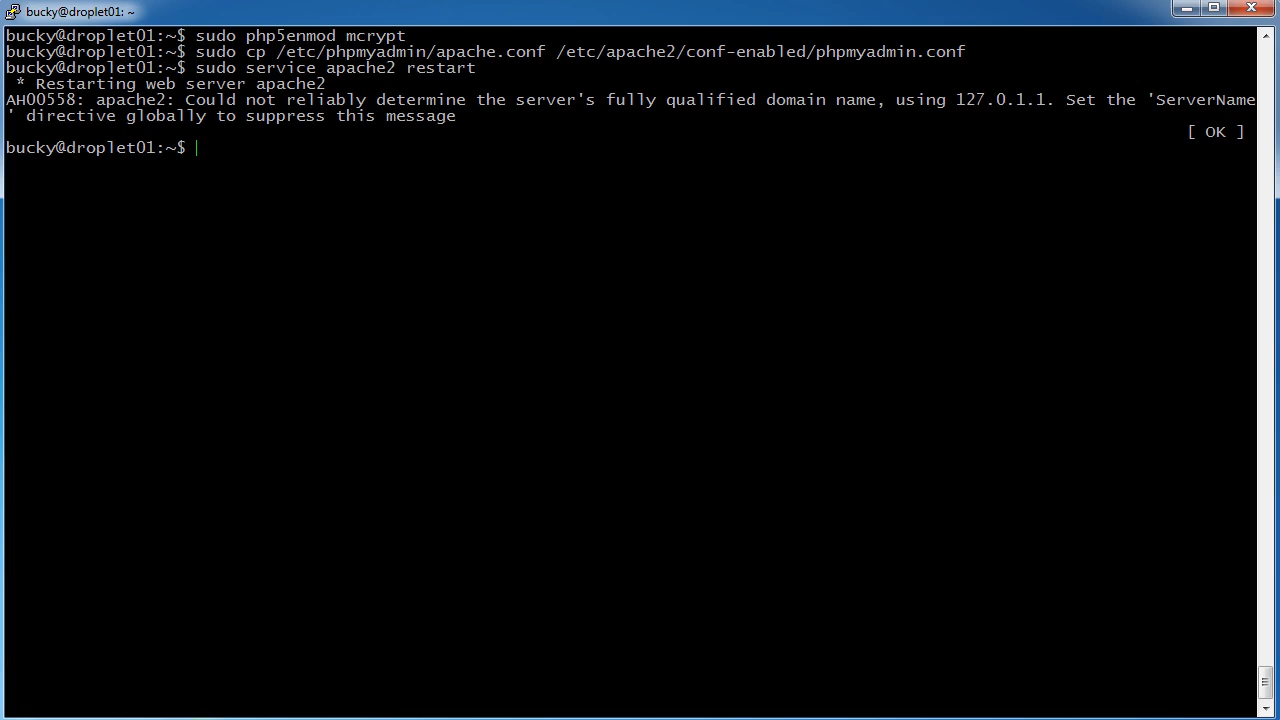 bucky@droplet01: ~
bucky@droplet01:~$ sudo php5enmod mcrypt
bucky@droplet01:~$ sudo cp /etc/phpmyadmin/apache.conf /etc/apache2/conf-enabled/phpmyadmin.conf
bucky@droplet01:~$ sudo service apache2 restart
 * Restarting web server apache2
AH00558: apache2: Could not reliably determine the server's fully qualified domain name, using 127.0.1.1. Set the 'ServerName
' directive globally to suppress this message
[ OK ]
bucky@droplet01:~$